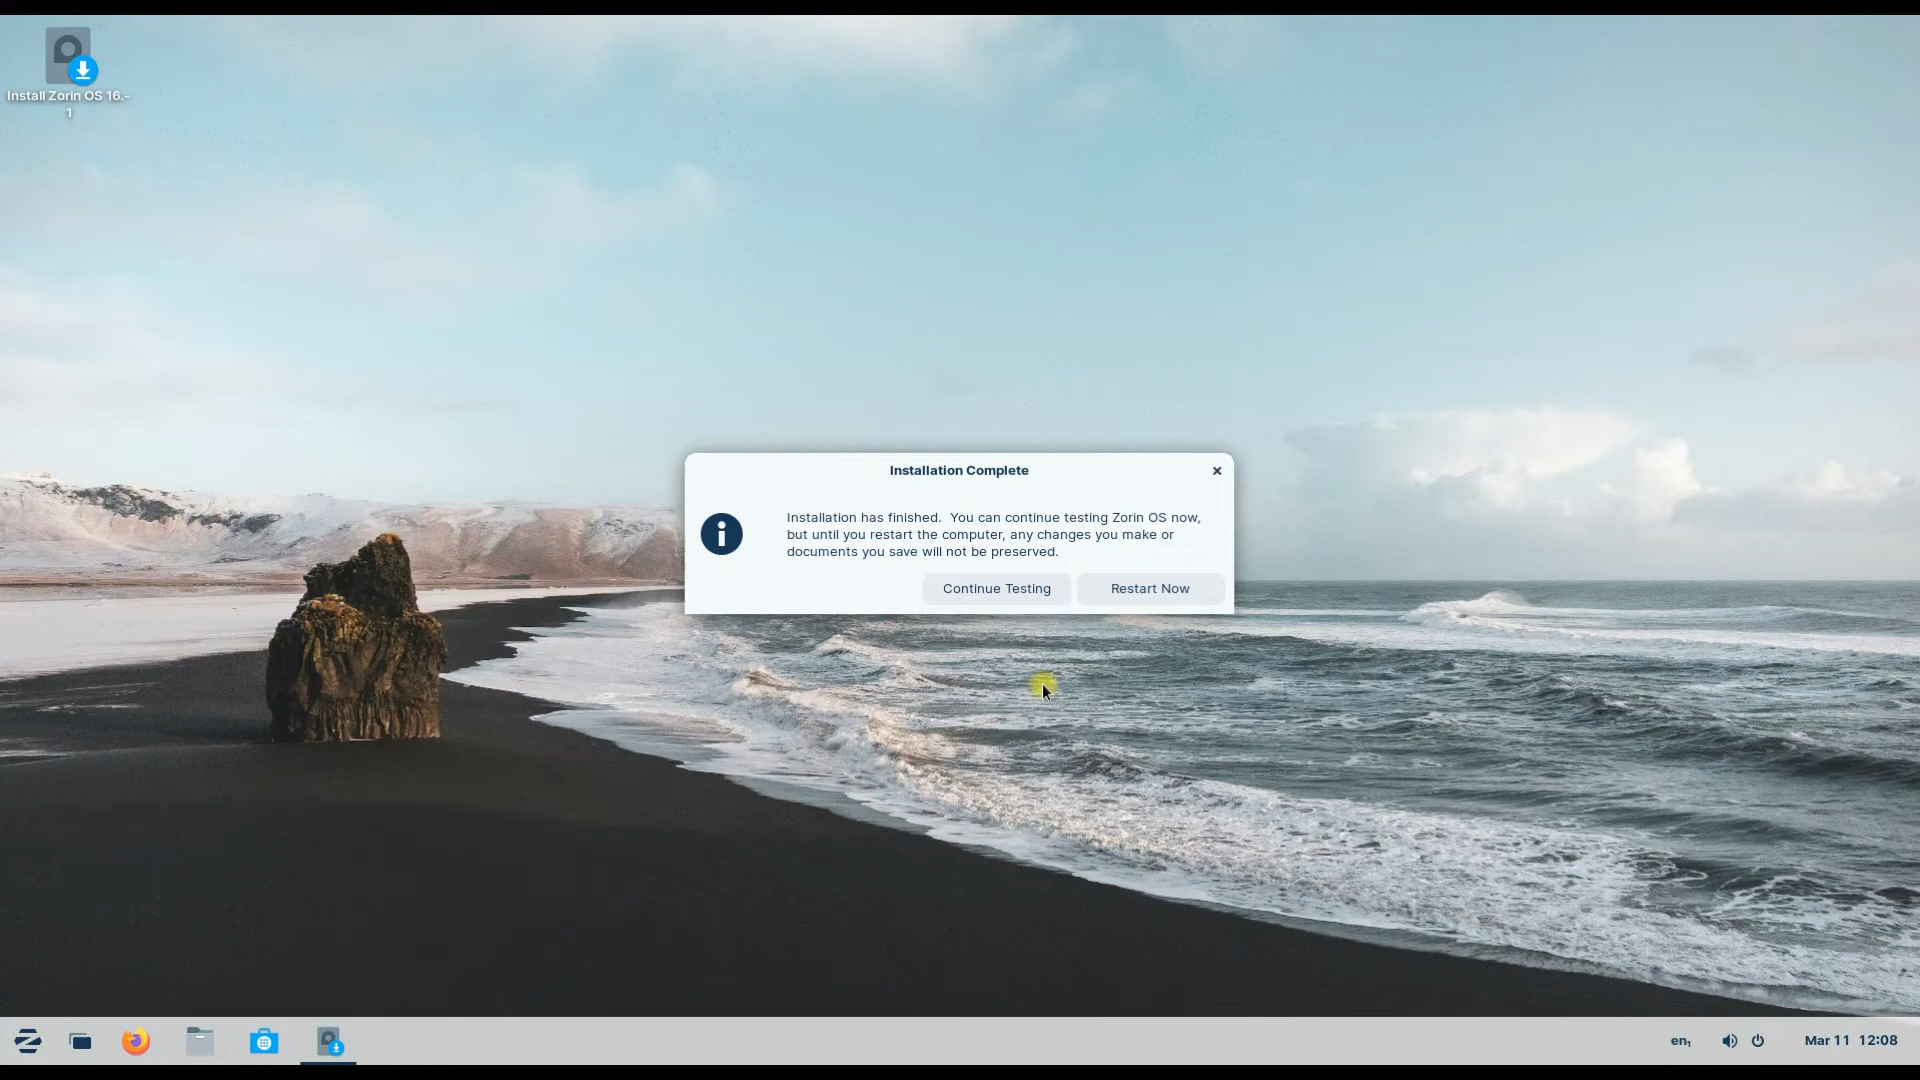 Install Zorin OS 16.-
1
Installation Complete
Installation has finished.  You can continue testing Zorin OS now,
but until you restart the computer, any changes you make or
documents you save will not be preserved.
Continue Testing
Restart Now
en₁
Mar 11  12:08